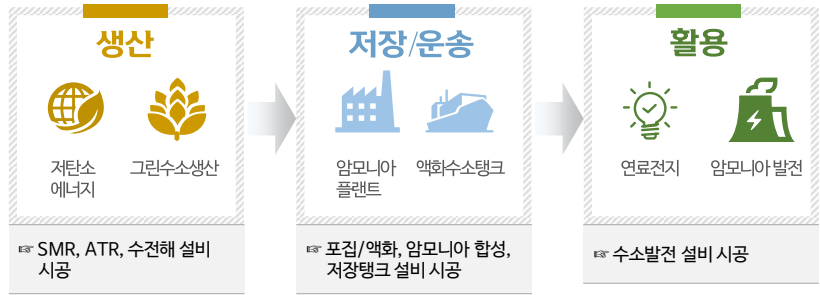 생산
저탄소
에너지
그린수소생산
☞ SMR, ATR, 수전해 설비
시공
저장/운송
암모니아
플랜트
액화수소탱크
☞ 포집/액화, 암모니아 합성,
저장탱크 설비 시공
활용
연료전지
암모니아 발전
☞ 수소발전 설비 시공